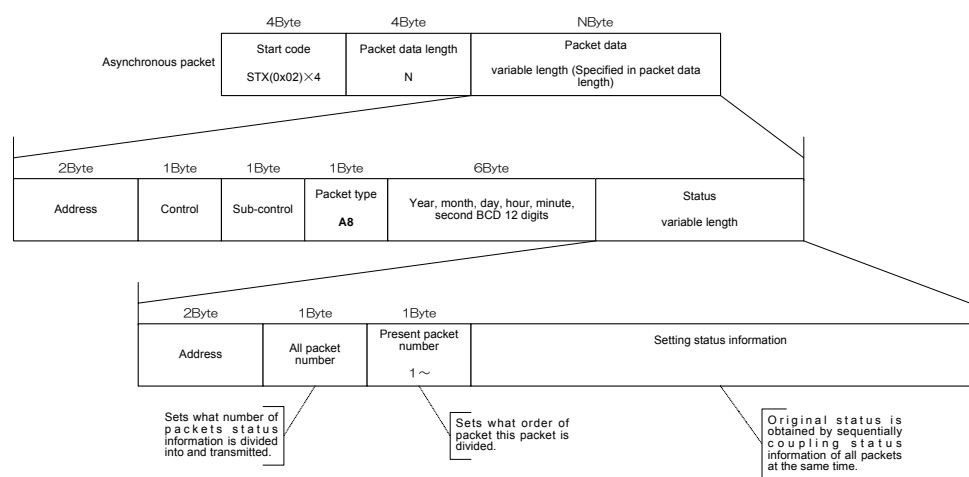 4Byte 4Byte NByte
Asynchronous packet
Start code
STX(0x02)×4
Packet data length
N
Packet data
variable length (Specified in packet data
length)
2Byte 1Byte 1Byte 1Byte 6Byte
Address
Control
Sub-control
Packet type
A8
Year, month, day, hour, minute,
second BCD 12 digits
Status
variable length
2Byte 1Byte 1Byte
Address
All packet
number
Present packet
number
1～
Setting status information
Sets what number of
packets status
information is divided
into and transmitted.
Sets what order of
packet this packet is
divided.
Original status is
obtained by sequentially
coupling status
information of all packets
at the same time.